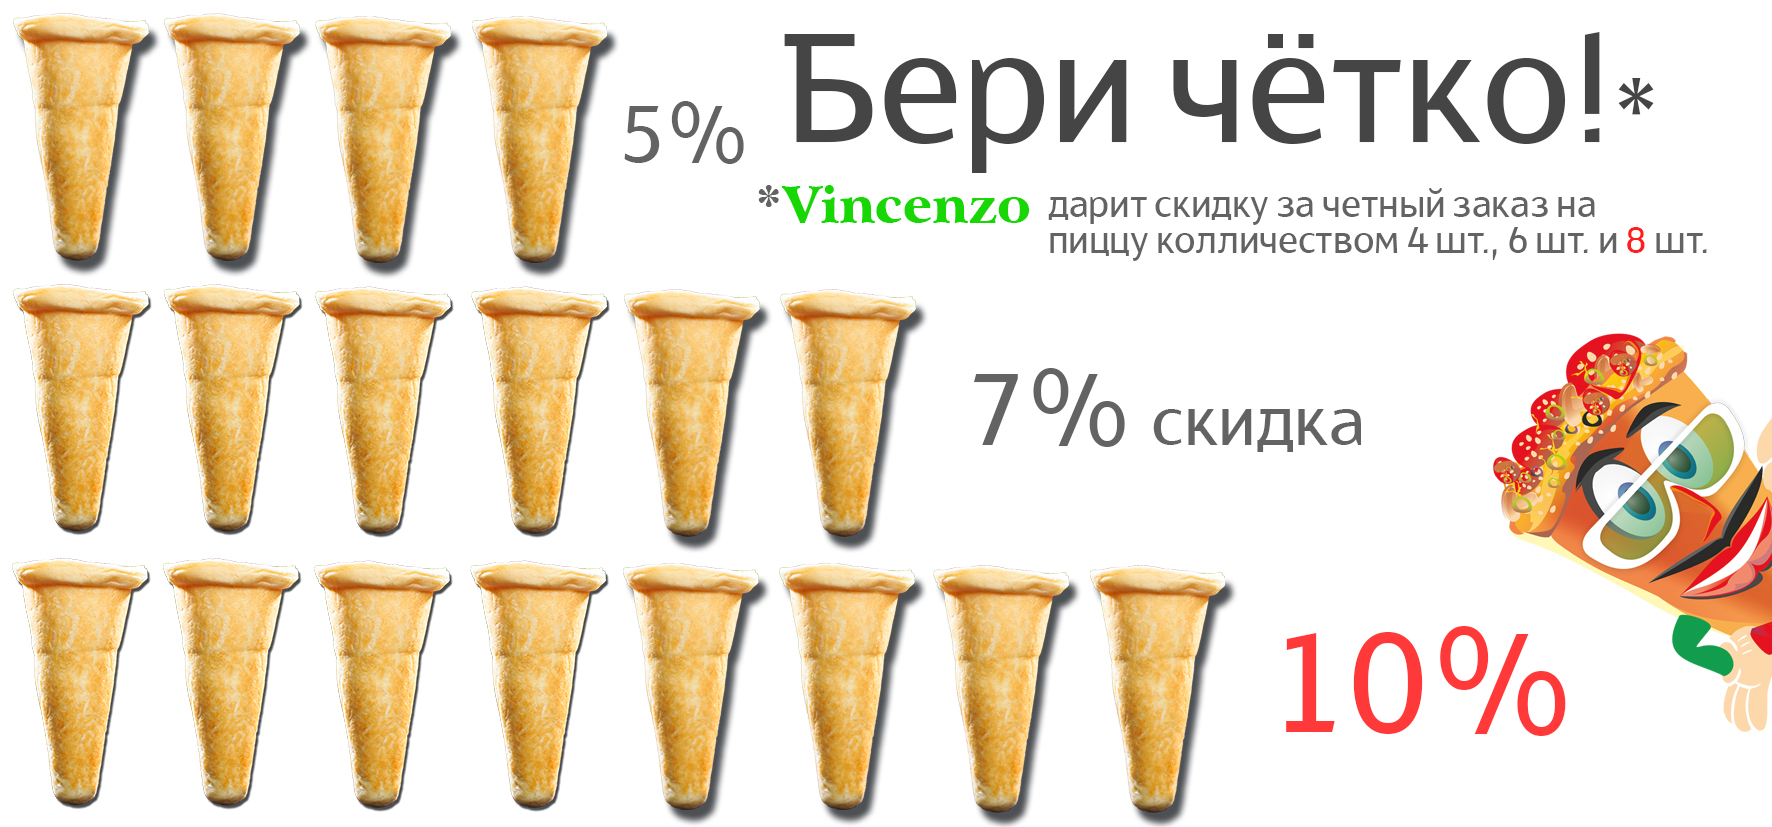 Бери чётко!*
5%
*Vincenzo дарит скидку за четный заказ на
пиццу колличеством 4 шт., 6 шт. и 8 шт.
7% скидка
10%